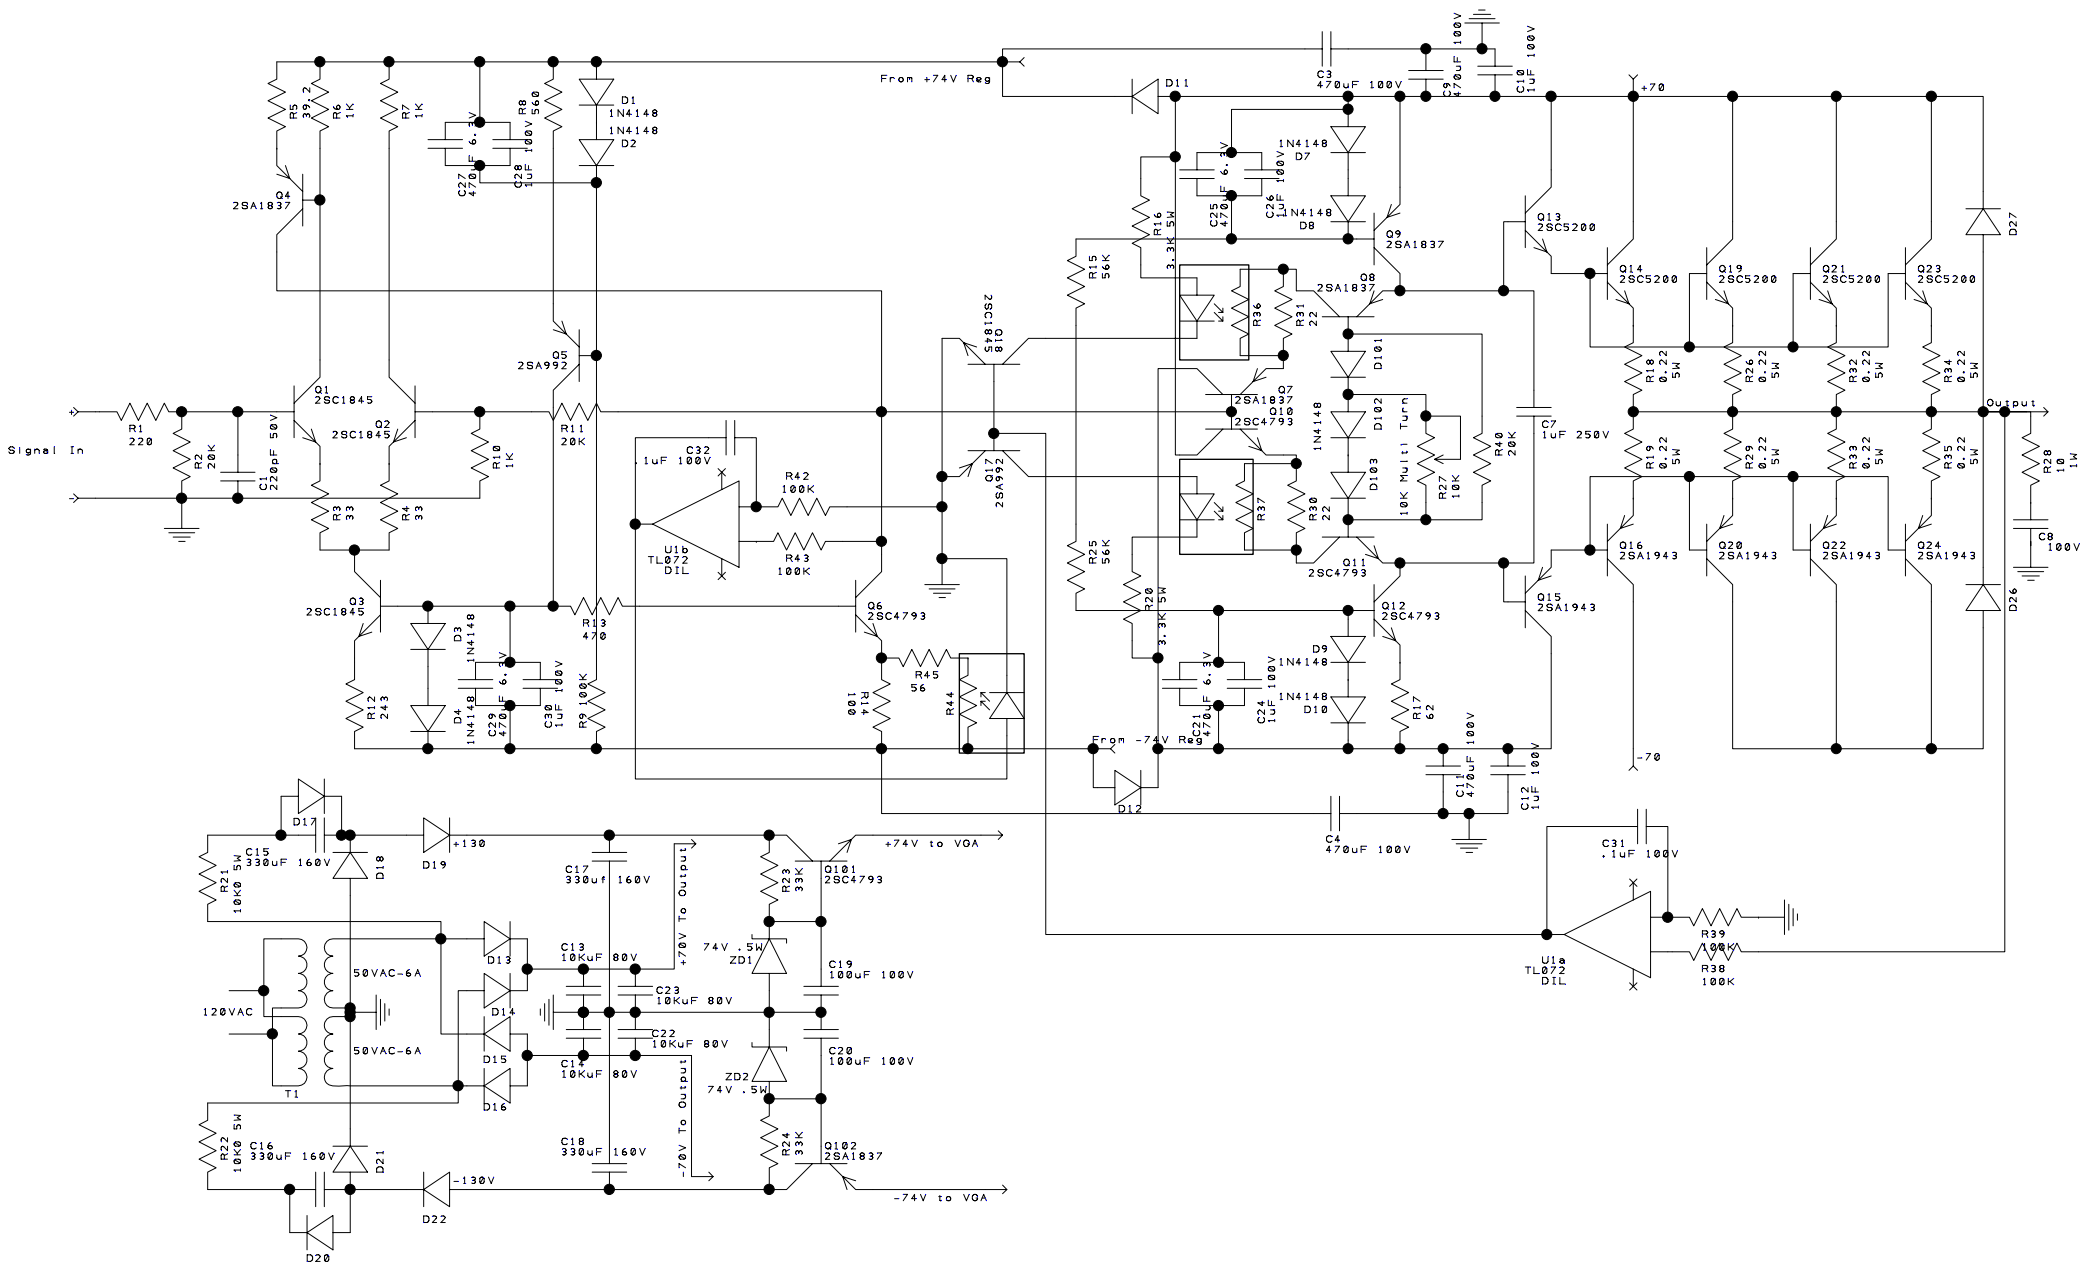 From +74V Reg
C3
470uF 100V
C9
470uF 100V
C10
1uF 100V
D11
+70
R5
39.2
R6
1K
R7
1K
C27
470uF 6.3V
C28
1uF 100V
R8
560
D1
1N4148
1N4148
D2
Q4
2SA1837
R16
3.3K 5W
C25
470uF 6.3V
C26
1uF 100V
1N4148
D7
1N4148
D8
Q9
2SA1837
Q13
2SC5200
D27
R15
56K
Q14
2SC5200
Q19
2SC5200
Q21
2SC5200
Q23
2SC5200
Q8
2SA1837
R36
R31
22
Q18
2SC1845
Q5
2SA992
D101
R18
0.22
5W
R26
0.22
5W
R32
0.22
5W
R34
0.22
5W
Q1
2SC1845
Q2
2SC1845
R1
220
R11
20K
Q7
2SA1837
Q10
2SC4793
D102
1N4148
10K Multi Turn
R27
10K
R40
20K
C7
1uF 250V
Output
Signal In
R2
20K
C1
220pF 50V
R10
1K
C32
.1uF 100V
R42
100K
Q17
2SA992
D103
R19
0.22
5W
R29
0.22
5W
R33
0.22
5W
R35
0.22
5W
R28
10
1W
R3
33
R4
33
U1b
TL072
DIL
R43
100K
R37
R30
22
R25
56K
Q11
2SC4793
Q16
2SA1943
Q20
2SA1943
Q22
2SA1943
Q24
2SA1943
C8
100V
Q3
2SC1845
R13
470
Q6
2SC4793
R20
3.3K 5W
Q12
2SC4793
Q15
2SA1943
D26
D3
1N4148
D4
1N4148
R12
243
C29
470uF 6.3V
C30
1uF 100V
R9 100K
R14
100
R45
56
R44
C21
470uF 6.3V
C24
1uF 100V
D9
1N4148
1N4148
D10
R17
62
From -74V Reg
D12
C11
470uF 100V
C12
1uF 100V
-70
C4
470uF 100V
D17
C15
330uF 160V
D18
D19
+130
R21
10K0 5W
C17
330uf 160V
+70V To Output
R23
33K
Q101
2SC4793
+74V to VGA
C31
.1uF 100V
R39
100K
R38
100K
U1a
TL072
DIL
50VAC-6A
120VAC
50VAC-6A
T1
D13
D14
D15
D16
C13
10KuF 80V
C23
10KuF 80V
C22
10KuF 80V
C14
10KuF 80V
74V .5W
ZD1
C19
100uF 100V
C20
100uF 100V
ZD2
74V .5W
R22
10K0 5W
C16
330uF 160V
D21
D20
D22
-130V
C18
330uF 160V
-70V To Output
R24
33K
Q102
2SA1837
-74V to VGA